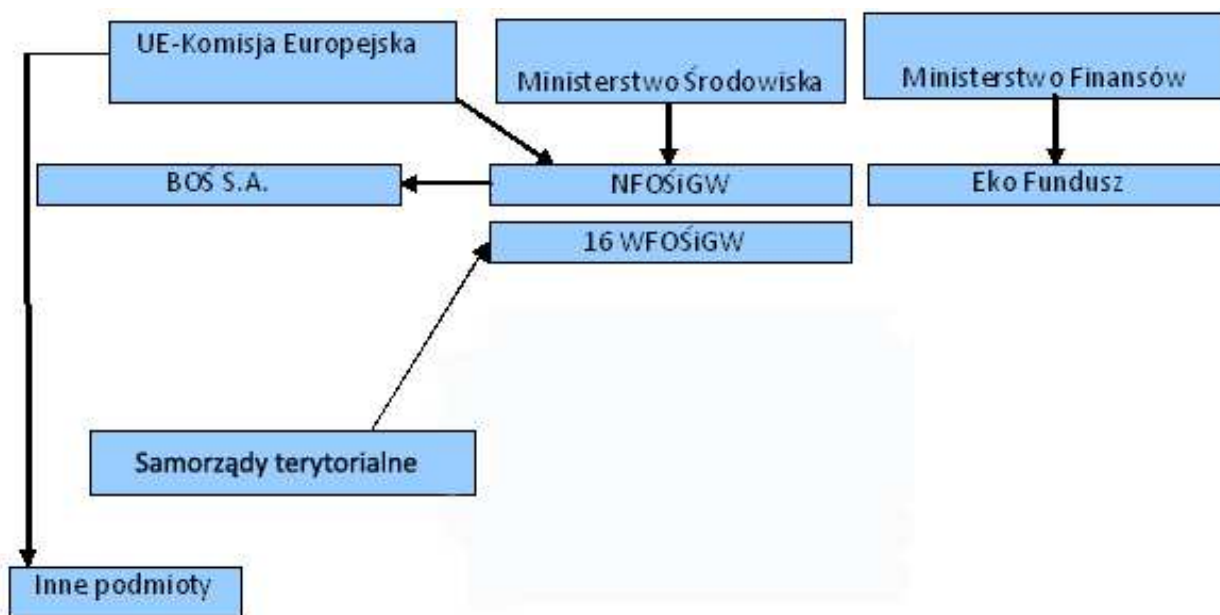 UE-Komisja Europejska
Ministerstwo Środowiska
Ministerstwo Finansów
BOŚ S.A.
NFOŚiGW
Eko Fundusz
16 WFOŚiGW
Samorządy terytorialne
Inne podmioty